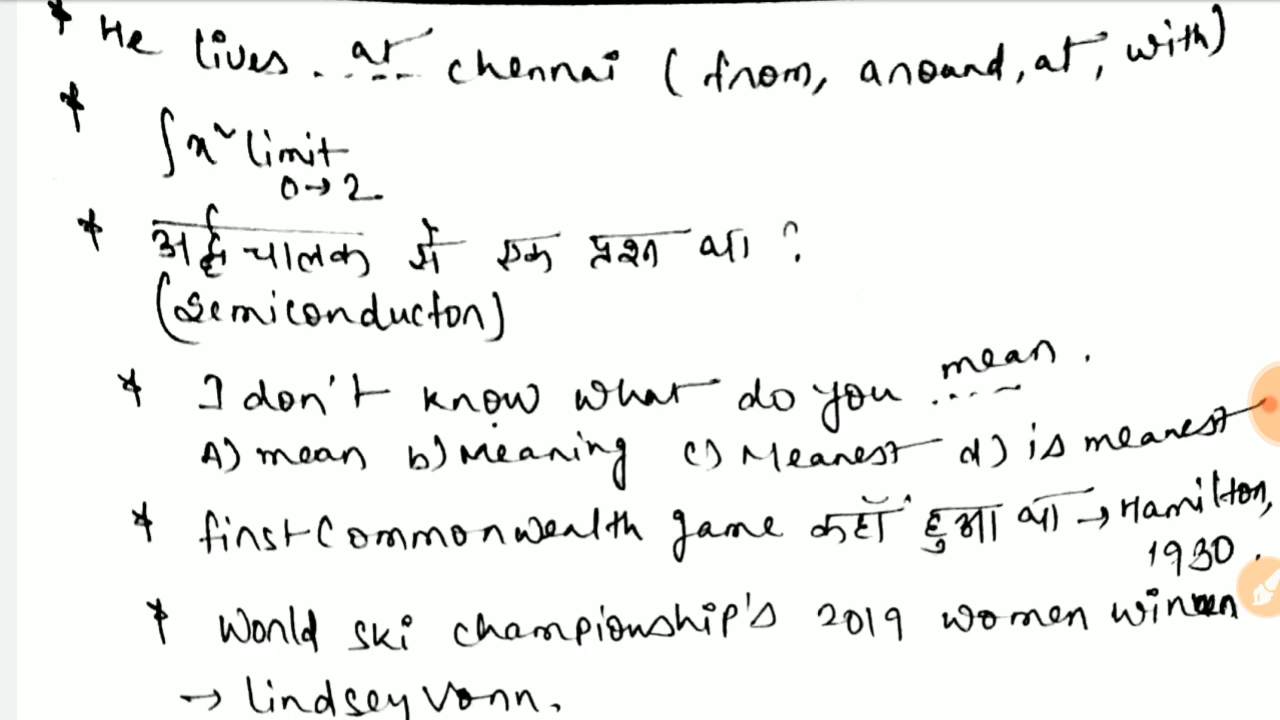 * He lives . at chennai (from, around, at, with)
* ∫x² limit
0→2
* अर्द्धचालक से एक प्रश्न था ?
(Semiconductor)
* I don't know what do you mean .
A) mean b) Meaning c) Meanest d) is meanest
* first Commonwealth game कहाँ हुआ था → Hamilton,
1930 .
* World ski championship's 2019 women winnen
→ lindsey Vonn.